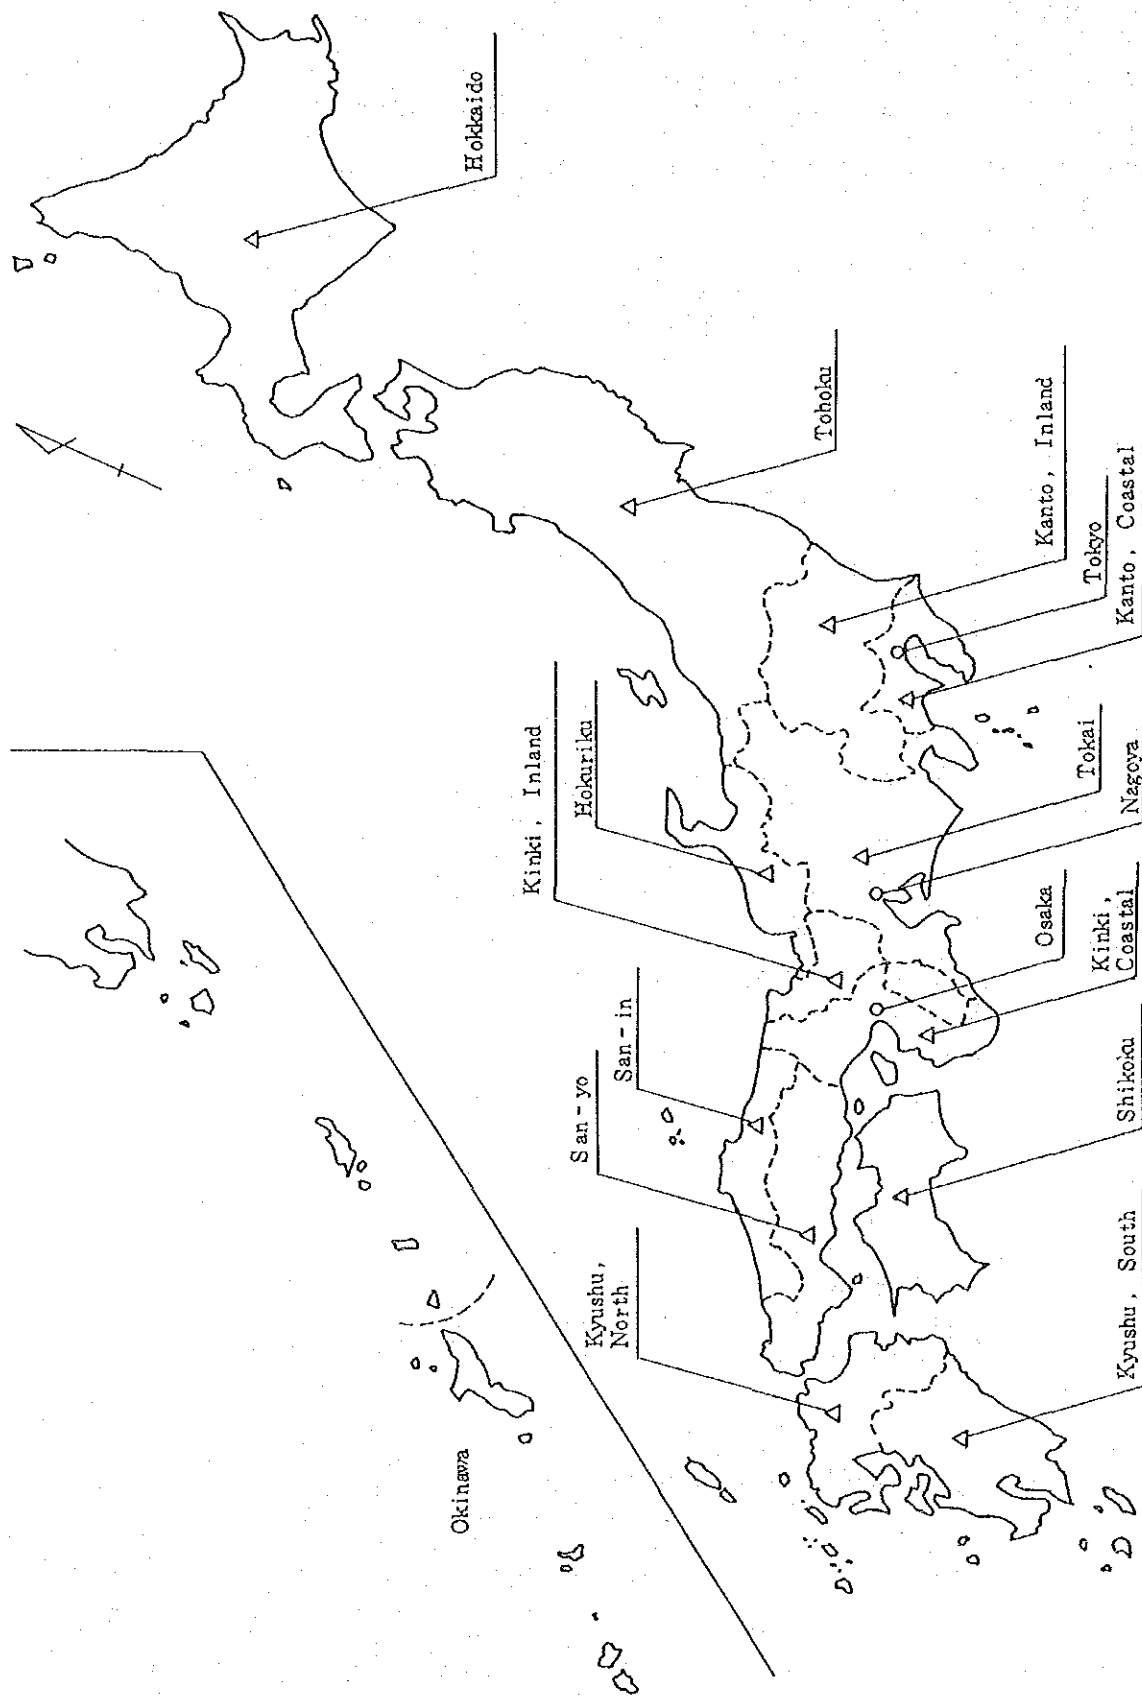 Hokkaido
Tohoku
Kanto, Inland
Tokyo
Kanto, Coastal
Kinki, Inland
Hokuriku
Tokai
Nagoya
Osaka
Kinki,
Coastal
San-in
San-yo
Shikoku
Kyushu,
North
Kyushu, South
Okinawa